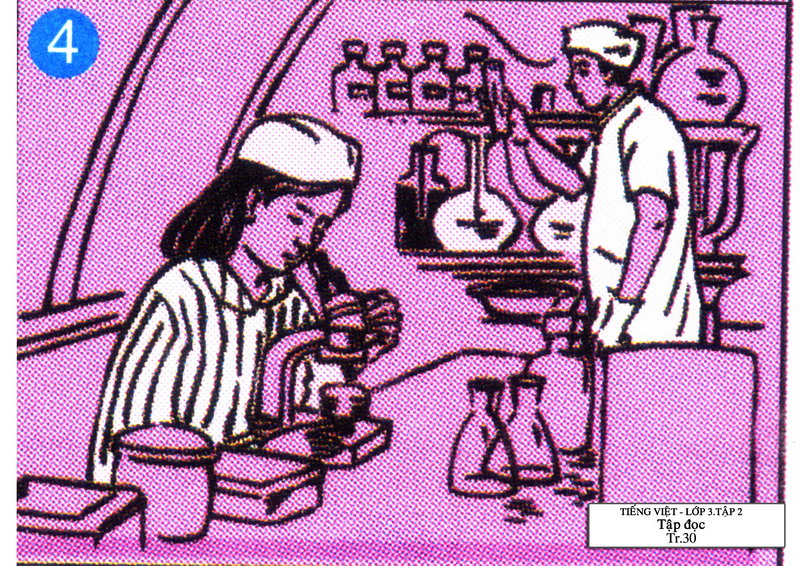 4
TIẾNG VIỆT - LỚP 3.TẬP 2
Tập đọc
Tr.30